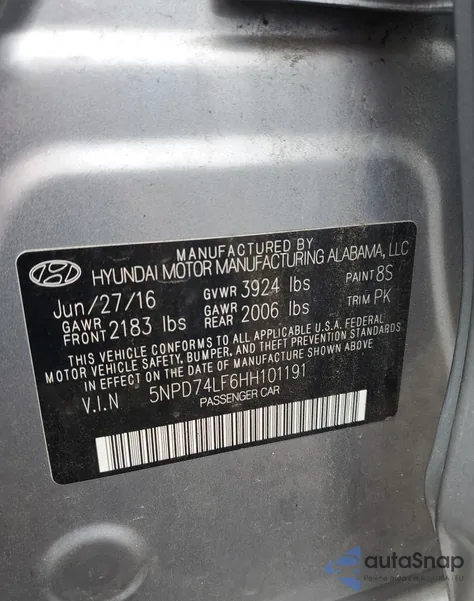 MANUFACTURED BY
HYUNDAI MOTOR MANUFACTURING ALABAMA, LLC
Jun/27/16 GVWR 3924 lbs PAINT 8S
GAWR FRONT 2183 lbs GAWR REAR 2006 lbs TRIM PK
THIS VEHICLE CONFORMS TO ALL APPLICABLE U.S.A. FEDERAL
MOTOR VEHICLE SAFETY, BUMPER, AND THEFT PREVENTION STANDARDS
IN EFFECT ON THE DATE OF MANUFACTURE SHOWN ABOVE.
V.I.N 5NPD74LF6HH101191
PASSENGER CAR
autoSnap